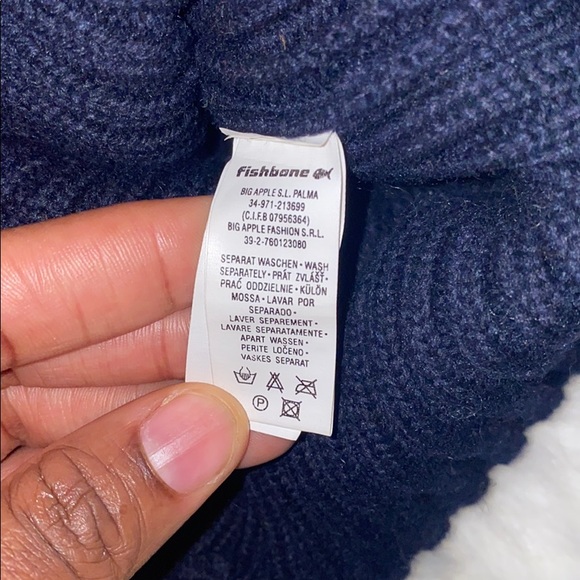 Fishbone
BIG APPLE S.L. PALMA
34-971-213699
(C.I.F.B 07956364)
BIG APPLE FASHION S.R.L.
39-2-760123080
SEPARAT WASCHEN • WASH
SEPARATELY • PRÁT ZVLÁŠŤ •
PRAĆ ODDZIELNIE • KÜLÖN
MOSSA • LAVAR POR
SEPARADO •
LAVER SEPAREMENT •
LAVARE SEPARATAMENTE •
APART WASSEN •
PERITE LOČENO •
VASKES SEPARAT
P